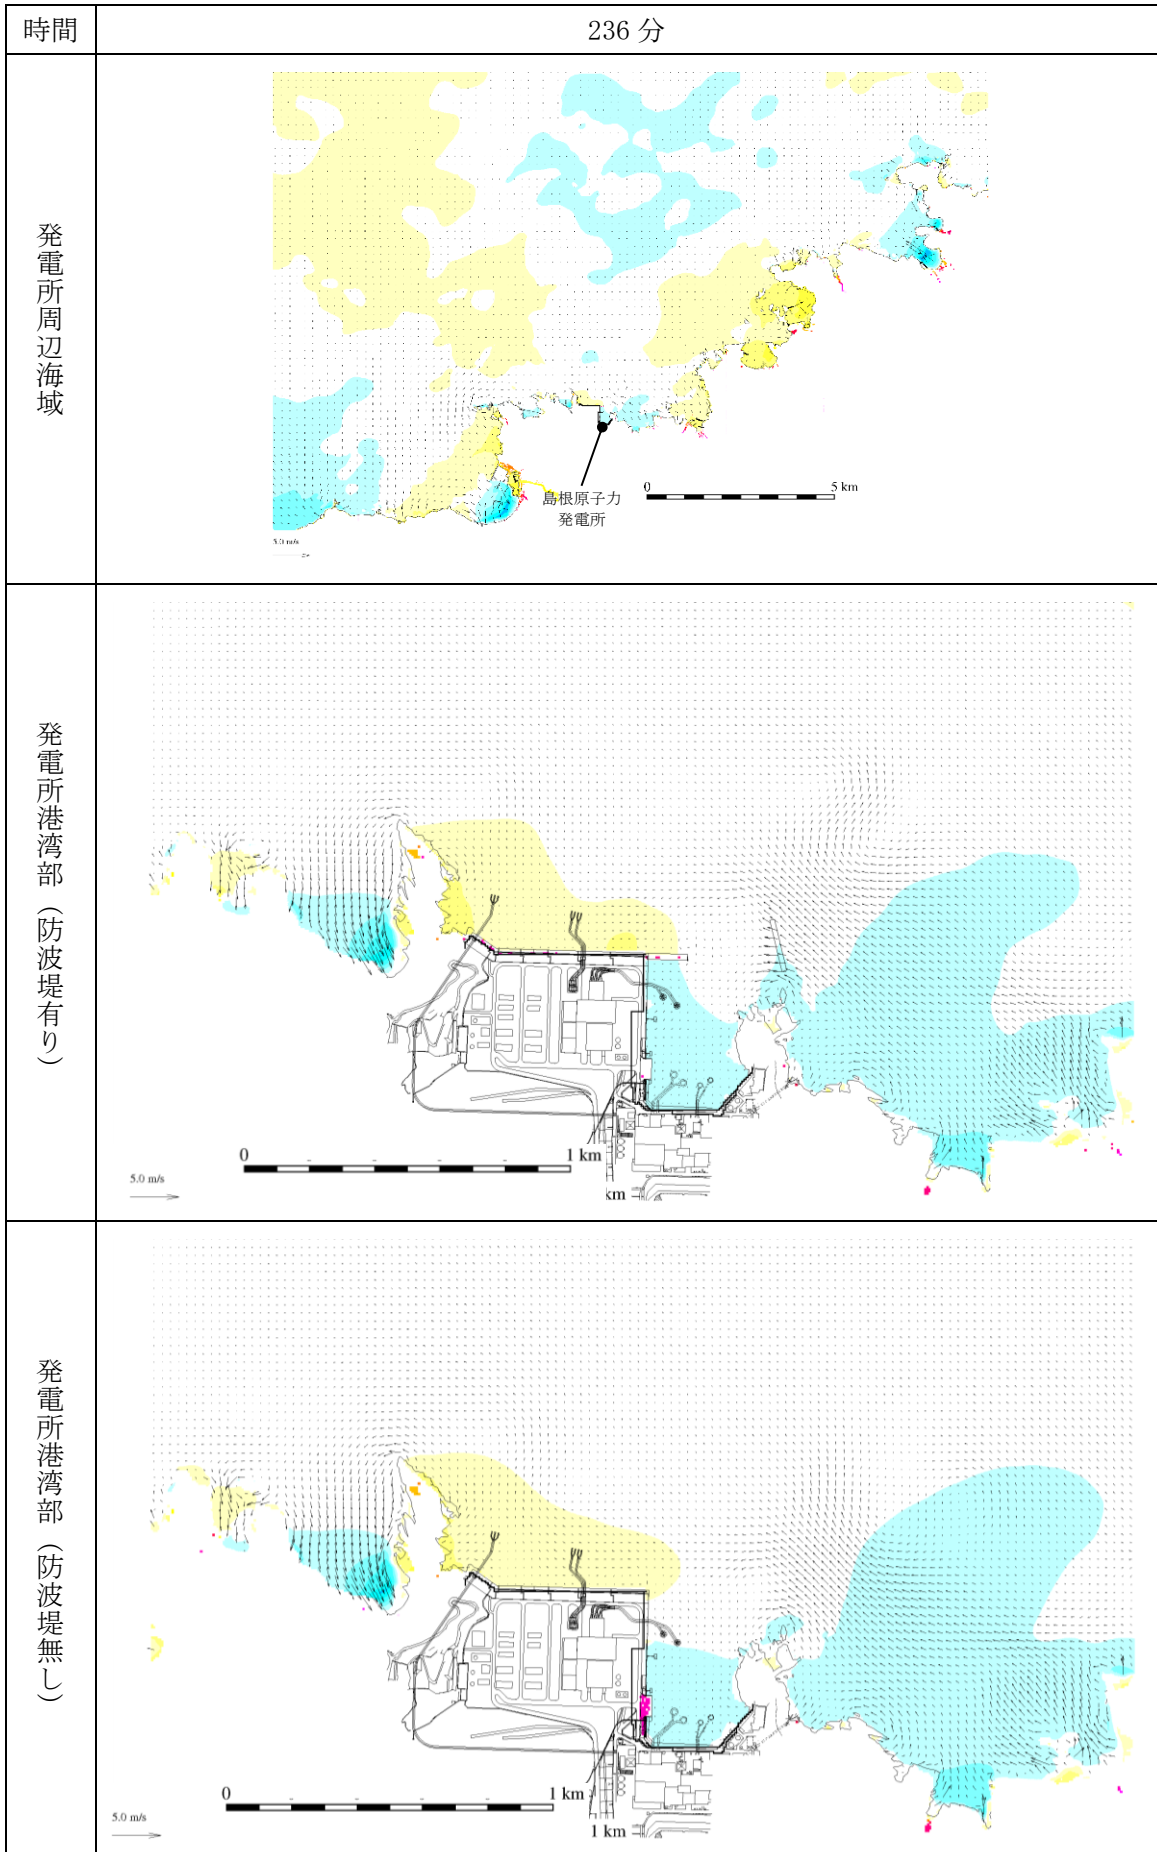 時間
236 分
発電所周辺海域
島根原子力
発電所
0
5 km
5.0 m/s
発電所港湾部（防波堤有り）
0
1 km
5.0 m/s
km
発電所港湾部（防波堤無し）
0
1 km
5.0 m/s
1 km